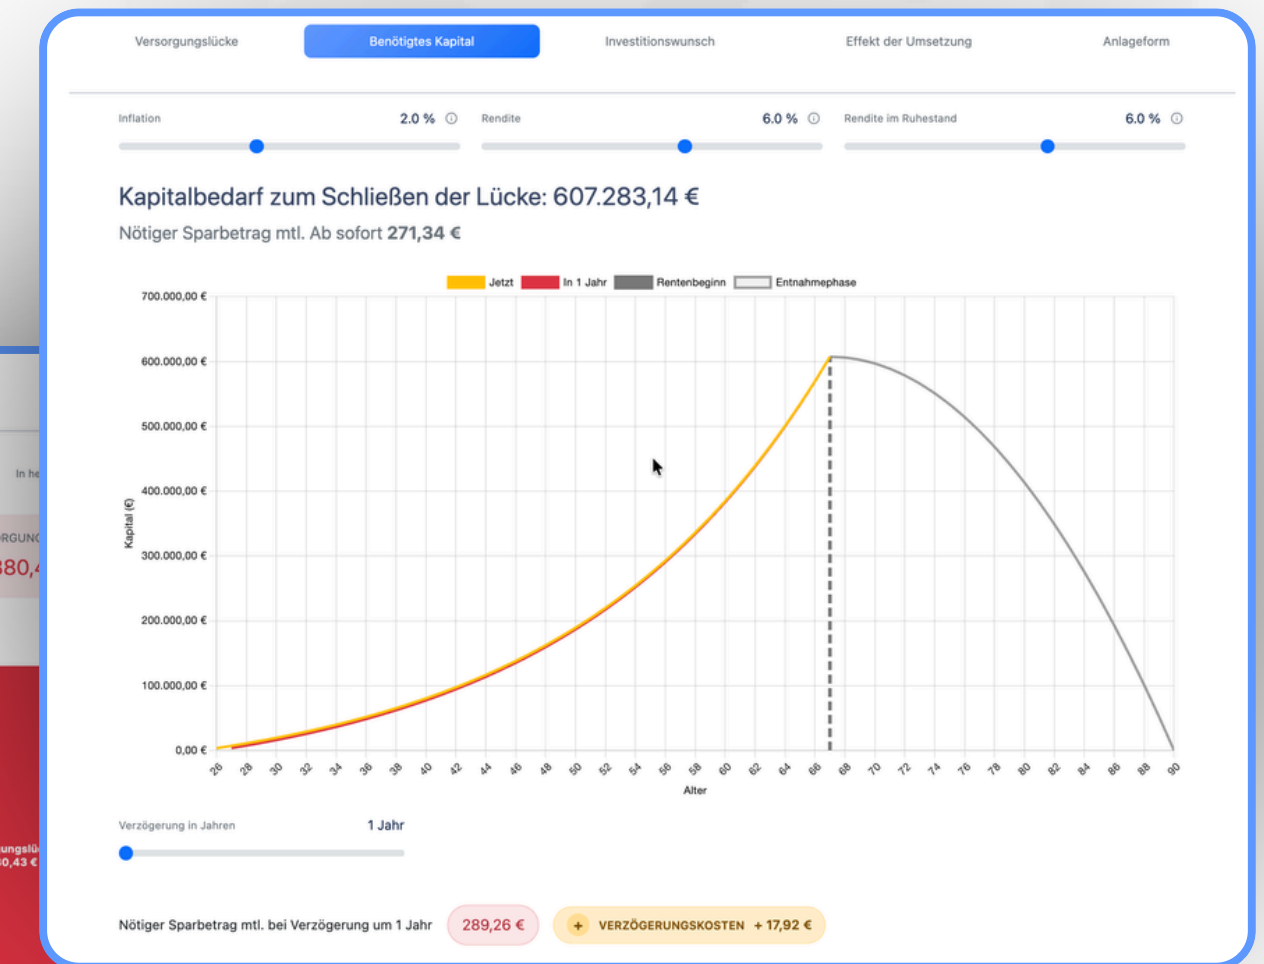 Versorgungslücke Benötigtes Kapital Investitionswunsch Effekt der Umsetzung Anlageform
Inflation 2.0 % Rendite 6.0 % Rendite im Ruhestand 6.0 %
Kapitalbedarf zum Schließen der Lücke: 607.283,14 €
Nötiger Sparbetrag mtl. Ab sofort 271,34 €
Jetzt In 1 Jahr Rentenbeginn Entnahmephase
700.000,00 €
600.000,00 €
500.000,00 €
400.000,00 €
300.000,00 €
200.000,00 €
100.000,00 €
0,00 €
Kapital (€)
26 28 30 32 34 36 38 40 42 44 46 48 50 52 54 56 58 60 62 64 66 68 70 72 74 76 78 80 82 84 86 88 90
Alter
Verzögerung in Jahren 1 Jahr
Nötiger Sparbetrag mtl. bei Verzögerung um 1 Jahr 289,26 € + VERZÖGERUNGSKOSTEN + 17,92 €
In he